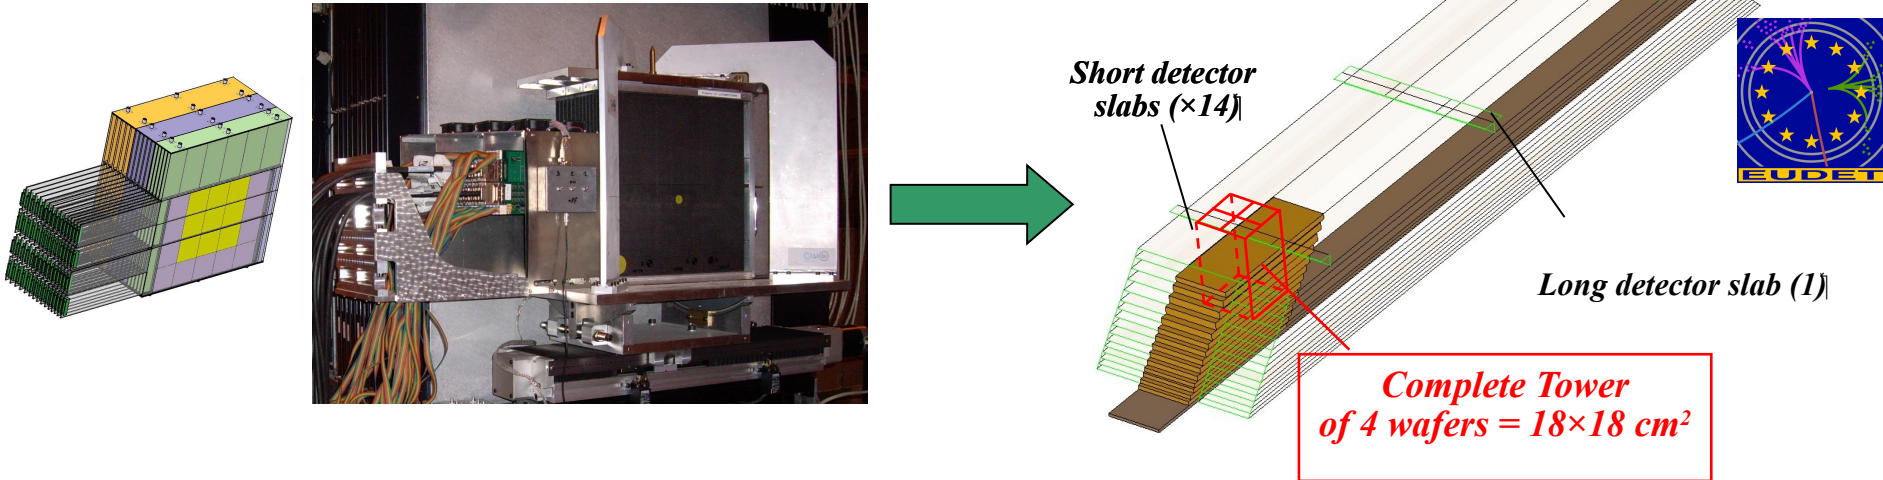 Short detector
slabs (×14)
EUDET
Long detector slab (1)
Complete Tower
of 4 wafers = 18×18 cm²